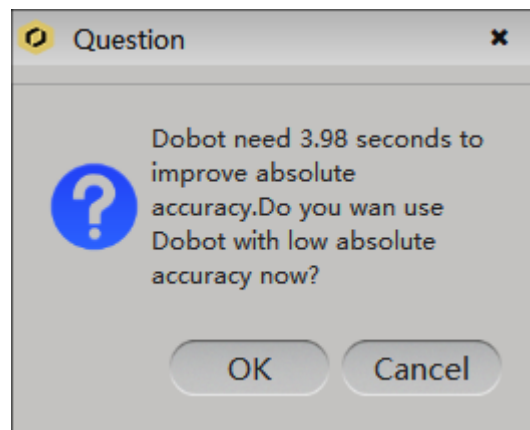 Question
Dobot need 3.98 seconds to
improve absolute
accuracy.Do you wan use
Dobot with low absolute
accuracy now?
OK Cancel